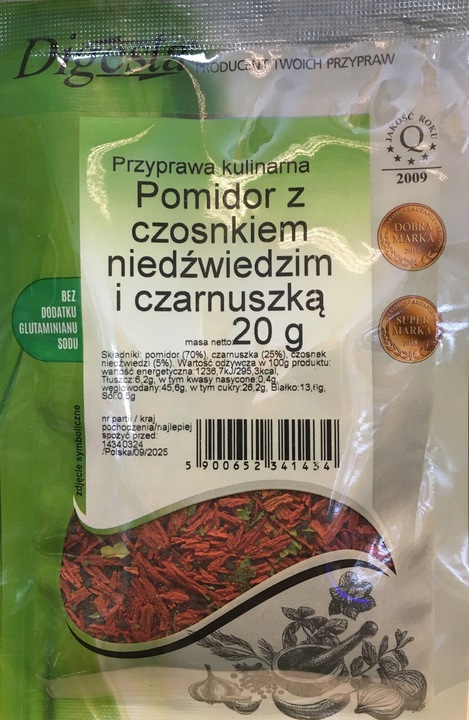 Digesta
PRODUCENT TWOICH PRZYPRAW
JAKOŚĆ ROKU
Q
2009
Przyprawa kulinarna
Pomidor z
czosnkiem
niedźwiedzim
i czarnuszką
masa netto 20 g
DOBRA
MARKA
SUPER
MARKA
BEZ
DODATKU
GLUTAMINIANU
SODU
Składniki: pomidor (70%), czarnuszka (25%), czosnek
niedźwiedzi (5%). Wartość odżywcza w 100g produktu:
wartość energetyczna:1236,7kJ/295,3kcal,
Tłuszcz:6,2g, w tym kwasy nasycone:0,4g,
węglowodany:45,6g, w tym cukry:26,2g, Białko:13,6g,
Sól:0,5g
nr partii / kraj
pochodzenia/najlepiej
spożyć przed:
14340324
/Polska/09/2025
5 900652 341434
zdjęcie symboliczne